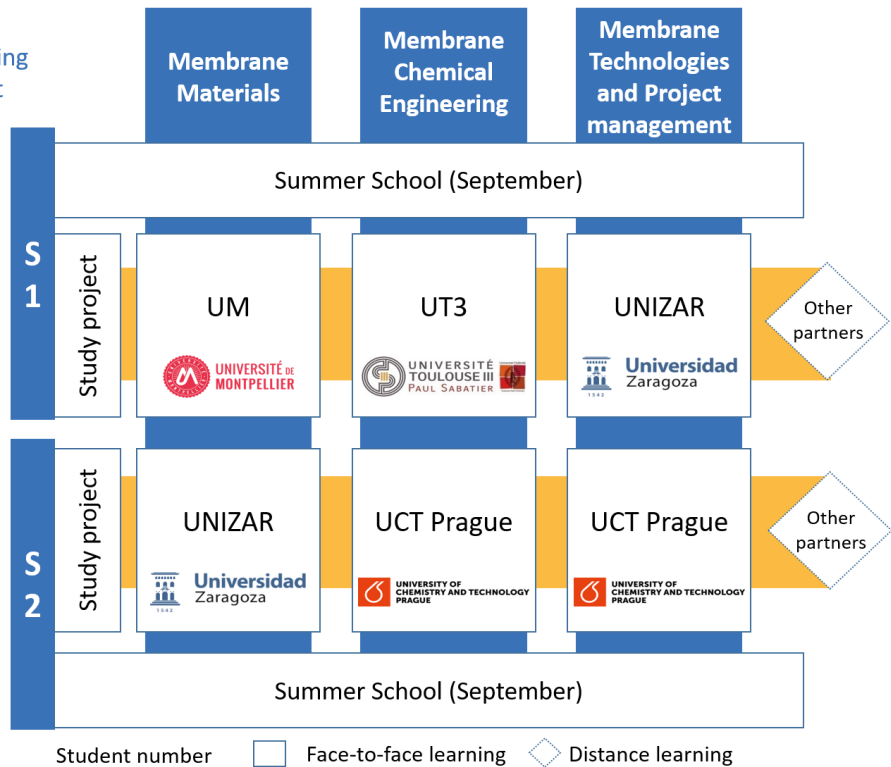 Membrane
Materials
Membrane
Chemical
Engineering
Membrane
Technologies
and Project
management
Summer School (September)
S
1
Study project
UM
UNIVERSITÉ DE
MONTPELLIER
UT3
UNIVERSITÉ
TOULOUSE III
PAUL SABATIER
UNIZAR
1542
Universidad
Zaragoza
Other
partners
S
2
Study project
UNIZAR
1542
Universidad
Zaragoza
UCT Prague
UNIVERSITY OF
CHEMISTRY AND TECHNOLOGY
PRAGUE
UCT Prague
UNIVERSITY OF
CHEMISTRY AND TECHNOLOGY
PRAGUE
Other
partners
Summer School (September)
Student number
Face-to-face learning
Distance learning